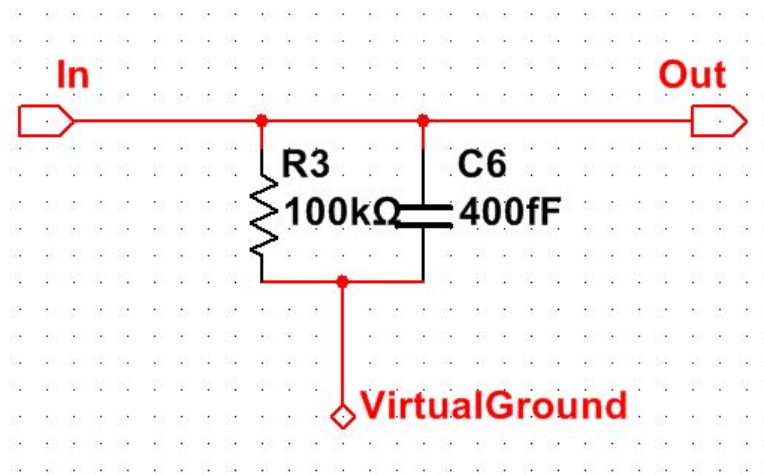 In
Out
R3
C6
100kΩ
400fF
VirtualGround